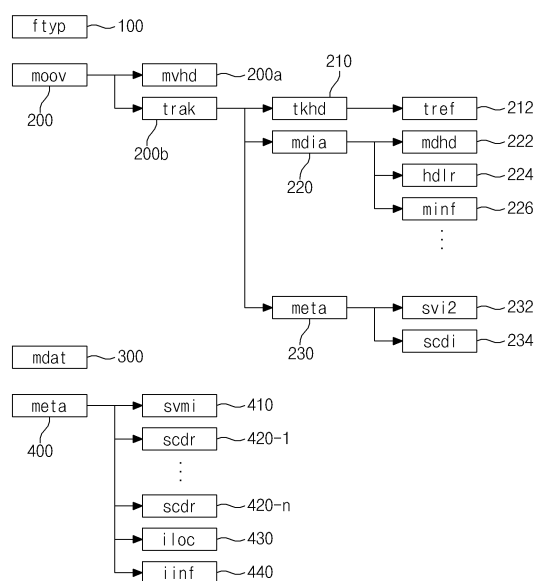 ftyp 100
210
moov mvhd 200a
200 trak tkhd tref 212
200b mdia mdhd 222
220 hdlr 224
minf 226
meta svi2 232
230 scdi 234
mdat 300
meta svmi 410
400 scdr 420-1
scdr 420-n
iloc 430
iinf 440